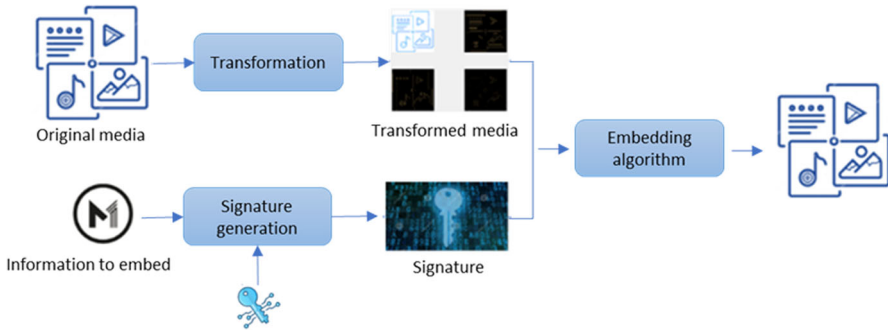 Transformation
Original media
Transformed media
Embedding
algorithm
Signature
generation
Information to embed
Signature